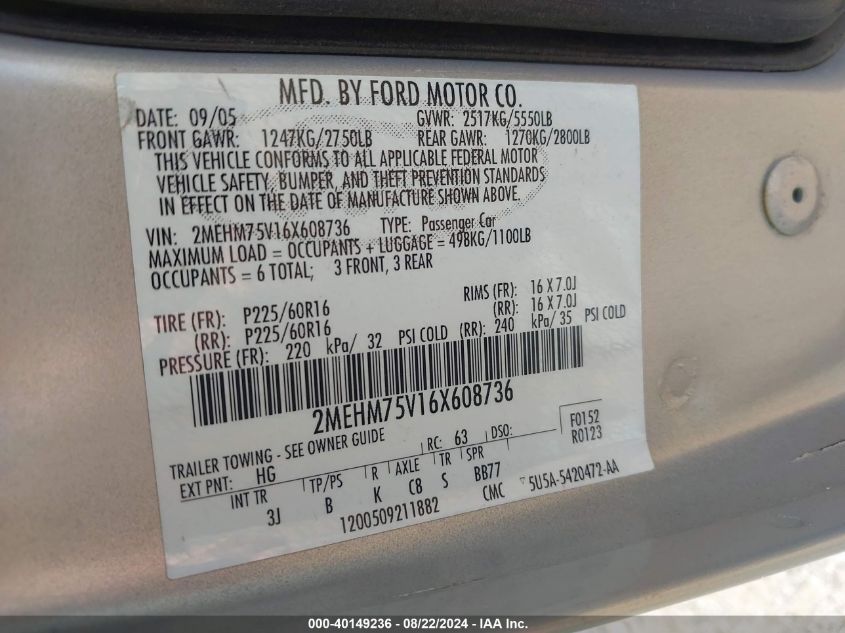 MFD. BY FORD MOTOR CO.
DATE: 09/05 GVWR: 2517KG/5550LB
FRONT GAWR: 1247KG/2750LB REAR GAWR: 1270KG/2800LB
THIS VEHICLE CONFORMS TO ALL APPLICABLE FEDERAL MOTOR
VEHICLE SAFETY, BUMPER, AND THEFT PREVENTION STANDARDS
IN EFFECT ON THE DATE OF MANUFACTURE SHOWN ABOVE.
VIN: 2MEHM75V16X608736 TYPE: Passenger Car
MAXIMUM LOAD = OCCUPANTS + LUGGAGE = 498KG/1100LB
OCCUPANTS = 6 TOTAL; 3 FRONT, 3 REAR
TIRE (FR): P225/60R16 RIMS (FR): 16 X 7.0J
(RR): P225/60R16 (RR): 16 X 7.0J
PRESSURE (FR): 220 kPa/ 32 PSI COLD (RR): 240 kPa/ 35 PSI COLD
2MEHM75V16X608736
TRAILER TOWING - SEE OWNER GUIDE RC: 63 DSO: F0152
EXT PNT: HG R0123
INT TR TP/PS R AXLE TR SPR
3J B K C8 S BB77 5U5A-5420472-AA
1200509211882 CMC
000-40149236 - 08/22/2024 - IAA Inc.